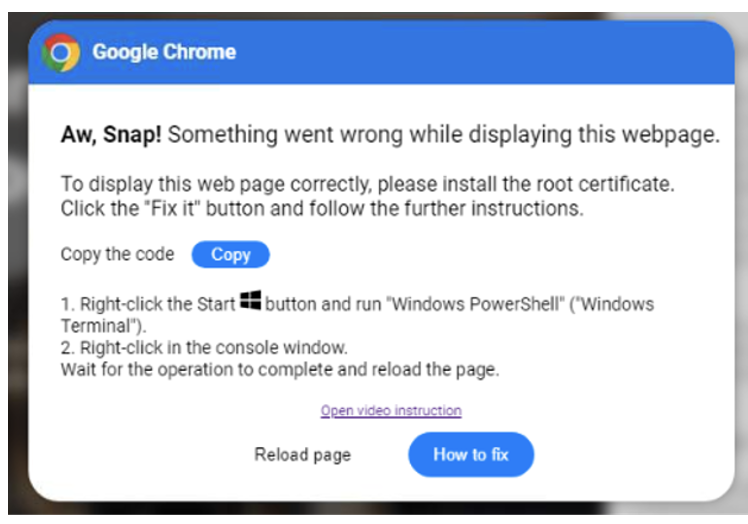 Google Chrome
Aw, Snap! Something went wrong while displaying this webpage.
To display this web page correctly, please install the root certificate.
Click the "Fix it" button and follow the further instructions.
Copy the code Copy
1. Right-click the Start button and run "Windows PowerShell" ("Windows
Terminal").
2. Right-click in the console window.
Wait for the operation to complete and reload the page.
Open video instruction
Reload page How to fix